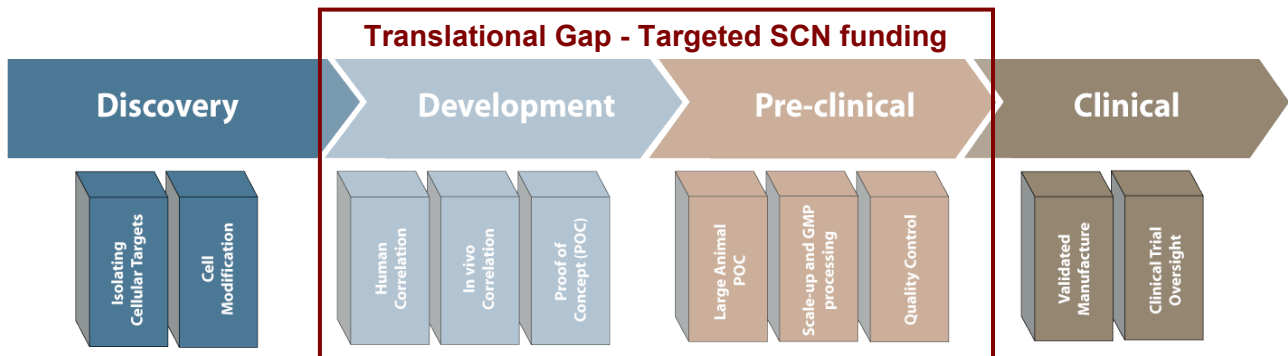 Translational Gap - Targeted SCN funding
Discovery
Development
Pre-clinical
Clinical
Isolating
Cellular Targets
Cell
Modification
Human
Correlation
In vivo
Correlation
Proof of
Concept (POC)
Large Animal
POC
Scale-up and GMP
processing
Quality Control
Validated
Manufacture
Clinical Trial
Oversight